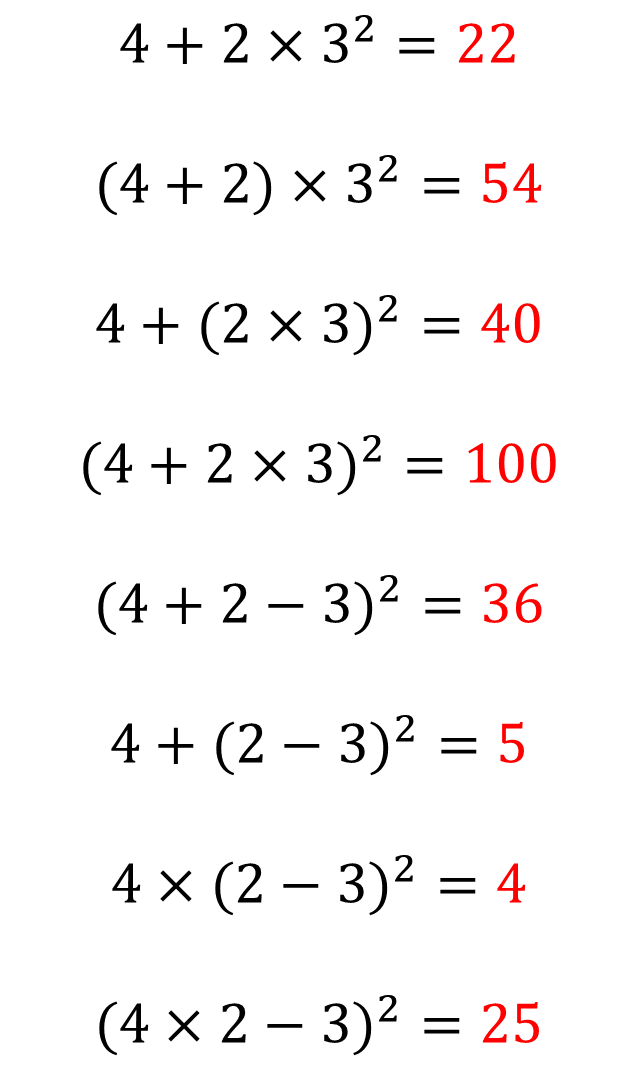 4 + 2 × 3² = 22
(4 + 2) × 3² = 54
4 + (2 × 3)² = 40
(4 + 2 × 3)² = 100
(4 + 2 − 3)² = 36
4 + (2 − 3)² = 5
4 × (2 − 3)² = 4
(4 × 2 − 3)² = 25